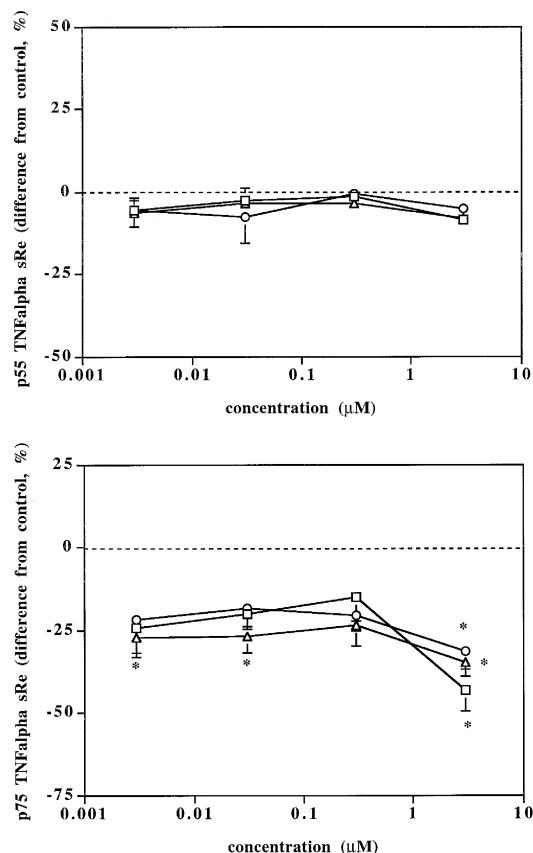 50
25
0
-25
-50
p55 TNFalpha sRe (difference from control, %)
0.001 0.01 0.1 1 10
concentration (µM)
25
0
-25
-50
-75
p75 TNFalpha sRe (difference from control, %)
*
*
*
*
*
0.001 0.01 0.1 1 10
concentration (µM)